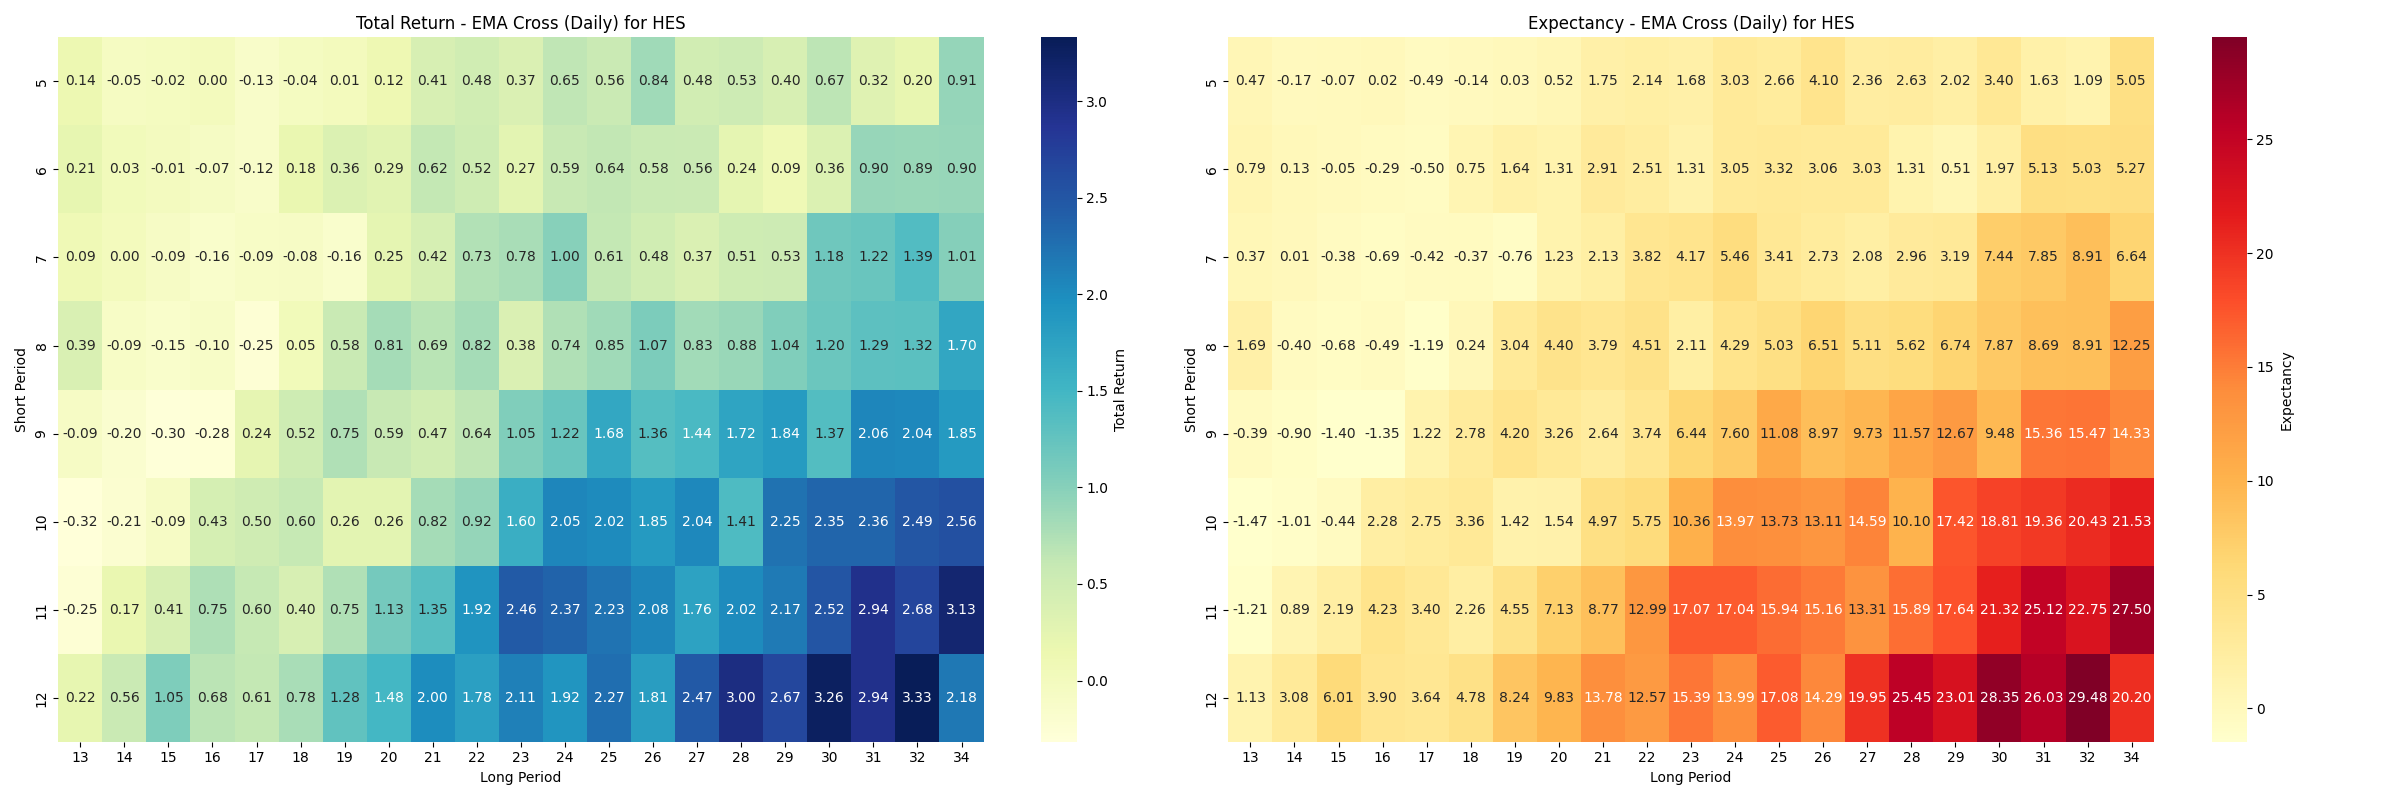 Total Return - EMA Cross (Daily) for HES
Short Period
5 0.14 -0.05 -0.02 0.00 -0.13 -0.04 0.01 0.12 0.41 0.48 0.37 0.65 0.56 0.84 0.48 0.53 0.40 0.67 0.32 0.20 0.91
6 0.21 0.03 -0.01 -0.07 -0.12 0.18 0.36 0.29 0.62 0.52 0.27 0.59 0.64 0.58 0.56 0.24 0.09 0.36 0.90 0.89 0.90
7 0.09 0.00 -0.09 -0.16 -0.09 -0.08 -0.16 0.25 0.42 0.73 0.78 1.00 0.61 0.48 0.37 0.51 0.53 1.18 1.22 1.39 1.01
8 0.39 -0.09 -0.15 -0.10 -0.25 0.05 0.58 0.81 0.69 0.82 0.38 0.74 0.85 1.07 0.83 0.88 1.04 1.20 1.29 1.32 1.70
9 -0.09 -0.20 -0.30 -0.28 0.24 0.52 0.75 0.59 0.47 0.64 1.05 1.22 1.68 1.36 1.44 1.72 1.84 1.37 2.06 2.04 1.85
10 -0.32 -0.21 -0.09 0.43 0.50 0.60 0.26 0.26 0.82 0.92 1.60 2.05 2.02 1.85 2.04 1.41 2.25 2.35 2.36 2.49 2.56
11 -0.25 0.17 0.41 0.75 0.60 0.40 0.75 1.13 1.35 1.92 2.46 2.37 2.23 2.08 1.76 2.02 2.17 2.52 2.94 2.68 3.13
12 0.22 0.56 1.05 0.68 0.61 0.78 1.28 1.48 2.00 1.78 2.11 1.92 2.27 1.81 2.47 3.00 2.67 3.26 2.94 3.33 2.18
13 14 15 16 17 18 19 20 21 22 23 24 25 26 27 28 29 30 31 32 34
Long Period
3.0
2.5
2.0
1.5
1.0
0.5
0.0
Total Return
Expectancy - EMA Cross (Daily) for HES
Short Period
5 0.47 -0.17 -0.07 0.02 -0.49 -0.14 0.03 0.52 1.75 2.14 1.68 3.03 2.66 4.10 2.36 2.63 2.02 3.40 1.63 1.09 5.05
6 0.79 0.13 -0.05 -0.29 -0.50 0.75 1.64 1.31 2.91 2.51 1.31 3.05 3.32 3.06 3.03 1.31 0.51 1.97 5.13 5.03 5.27
7 0.37 0.01 -0.38 -0.69 -0.42 -0.37 -0.76 1.23 2.13 3.82 4.17 5.46 3.41 2.73 2.08 2.96 3.19 7.44 7.85 8.91 6.64
8 1.69 -0.40 -0.68 -0.49 -1.19 0.24 3.04 4.40 3.79 4.51 2.11 4.29 5.03 6.51 5.11 5.62 6.74 7.87 8.69 8.91 12.25
9 -0.39 -0.90 -1.40 -1.35 1.22 2.78 4.20 3.26 2.64 3.74 6.44 7.60 11.08 8.97 9.73 11.57 12.67 9.48 15.36 15.47 14.33
10 -1.47 -1.01 -0.44 2.28 2.75 3.36 1.42 1.54 4.97 5.75 10.36 13.97 13.73 13.11 14.59 10.10 17.42 18.81 19.36 20.43 21.53
11 -1.21 0.89 2.19 4.23 3.40 2.26 4.55 7.13 8.77 12.99 17.07 17.04 15.94 15.16 13.31 15.89 17.64 21.32 25.12 22.75 27.50
12 1.13 3.08 6.01 3.90 3.64 4.78 8.24 9.83 13.78 12.57 15.39 13.99 17.08 14.29 19.95 25.45 23.01 28.35 26.03 29.48 20.20
13 14 15 16 17 18 19 20 21 22 23 24 25 26 27 28 29 30 31 32 34
Long Period
25
20
15
10
5
0
Expectancy